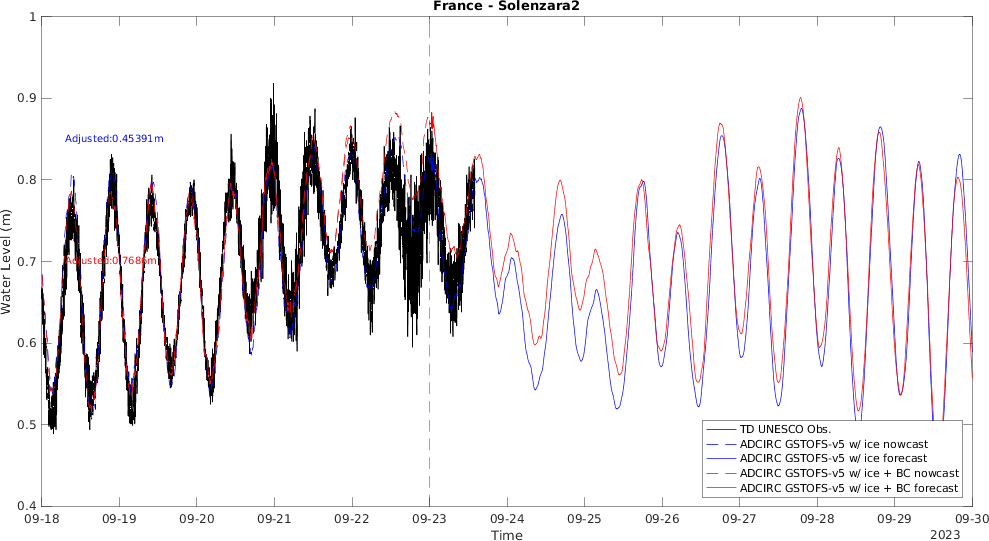 France - Solenzara2
1
0.9
0.8
0.7
0.6
0.5
0.4
Water Level (m)
Adjusted:0.45391m
Adjusted:0.7686m
TD UNESCO Obs.
ADCIRC GSTOFS-v5 w/ ice nowcast
ADCIRC GSTOFS-v5 w/ ice forecast
ADCIRC GSTOFS-v5 w/ ice + BC nowcast
ADCIRC GSTOFS-v5 w/ ice + BC forecast
09-18 09-19 09-20 09-21 09-22 09-23 09-24 09-25 09-26 09-27 09-28 09-29 09-30
Time
2023